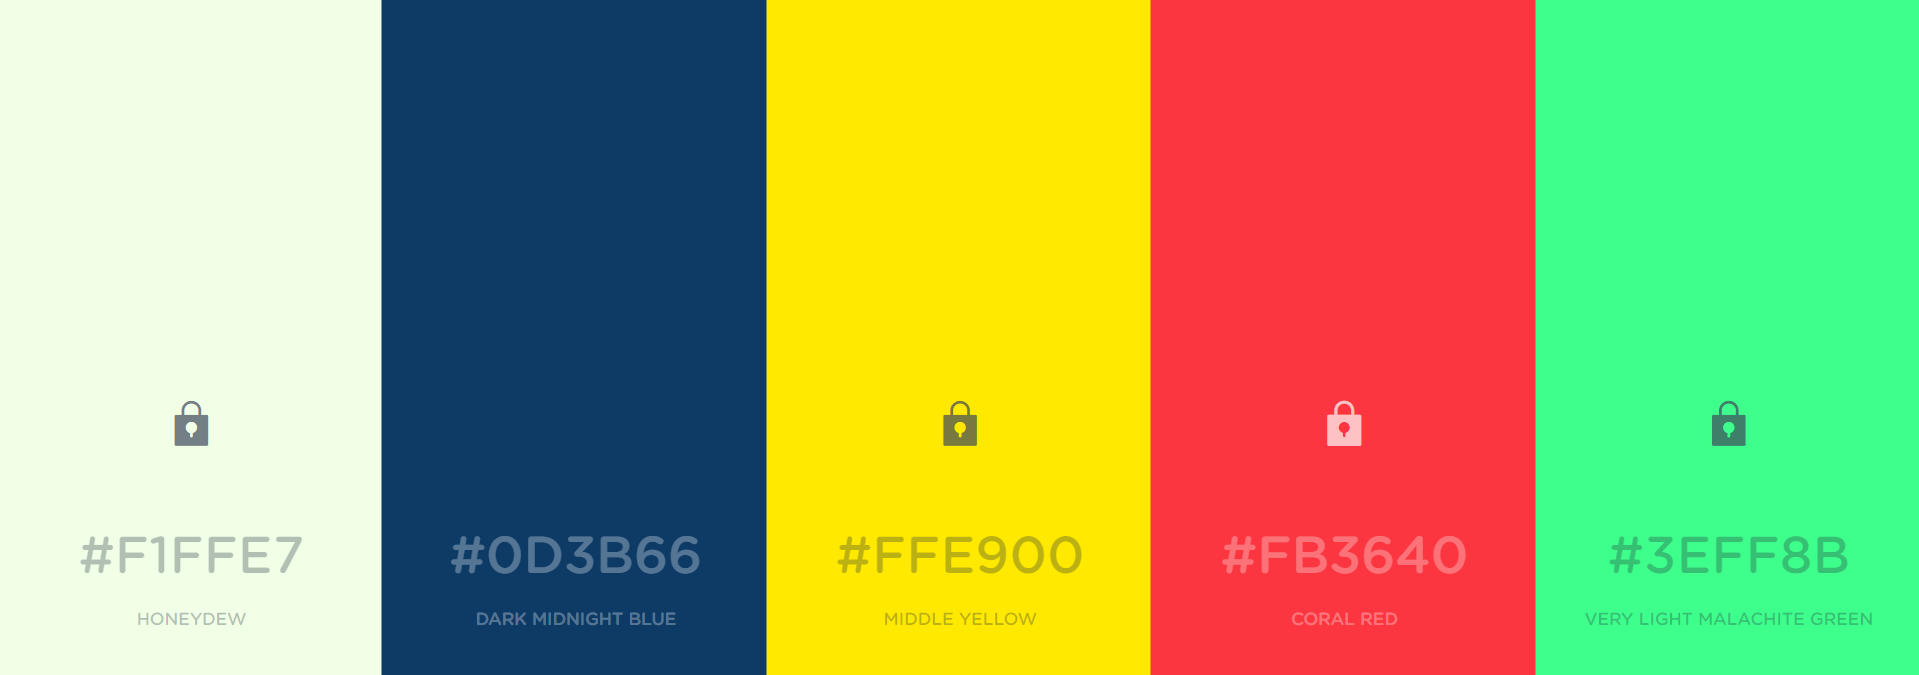 #F1FFE7
HONEYDEW
#0D3B66
DARK MIDNIGHT BLUE
#FFE900
MIDDLE YELLOW
#FB3640
CORAL RED
#3EFF8B
VERY LIGHT MALACHITE GREEN